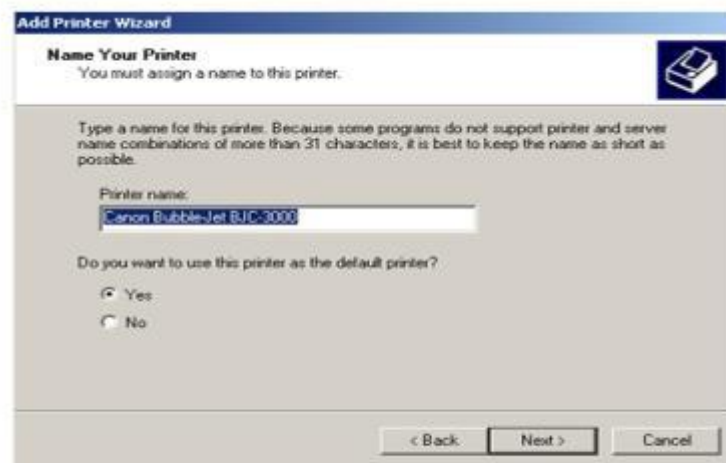 Add Printer Wizard
Name Your Printer
You must assign a name to this printer.
Type a name for this printer. Because some programs do not support printer and server
name combinations of more than 31 characters, it is best to keep the name as short as
possible.
Printer name:
Canon Bubble-Jet BJC-3000
Do you want to use this printer as the default printer?
Yes
No
< Back
Next >
Cancel